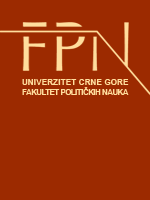 FPN
UNIVERZITET CRNE GORE
FAKULTET POLITIČKIH NAUKA